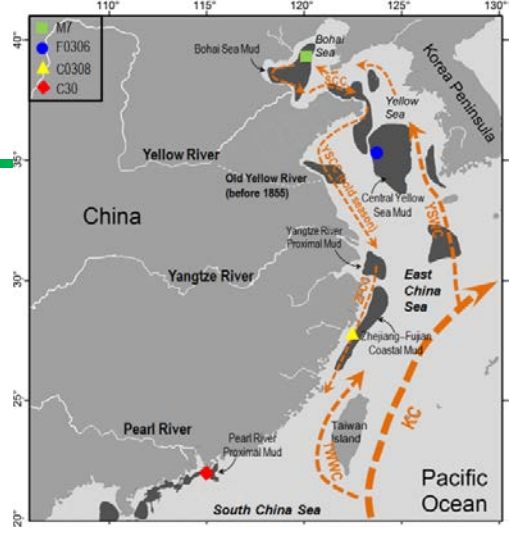 110°
115°
120°
125°
130°
M7
F0306
C0308
C30
40°
35°
30°
25°
20°
Bohai Sea Mud
Bohai
Sea
SCC
Korea Peninsula
Yellow
Sea
Yellow River
Old Yellow River
(before 1855)
YSCC (cold season)
Central Yellow
Sea Mud
YSWC
China
Yangtze River
Proximal Mud
Yangtze River
East
China
Sea
Zhejiang-Fujian
Coastal Mud
KC
Taiwan
Island
TWWC
Pearl River
Pearl River
Proximal Mud
Pacific
Ocean
South China Sea